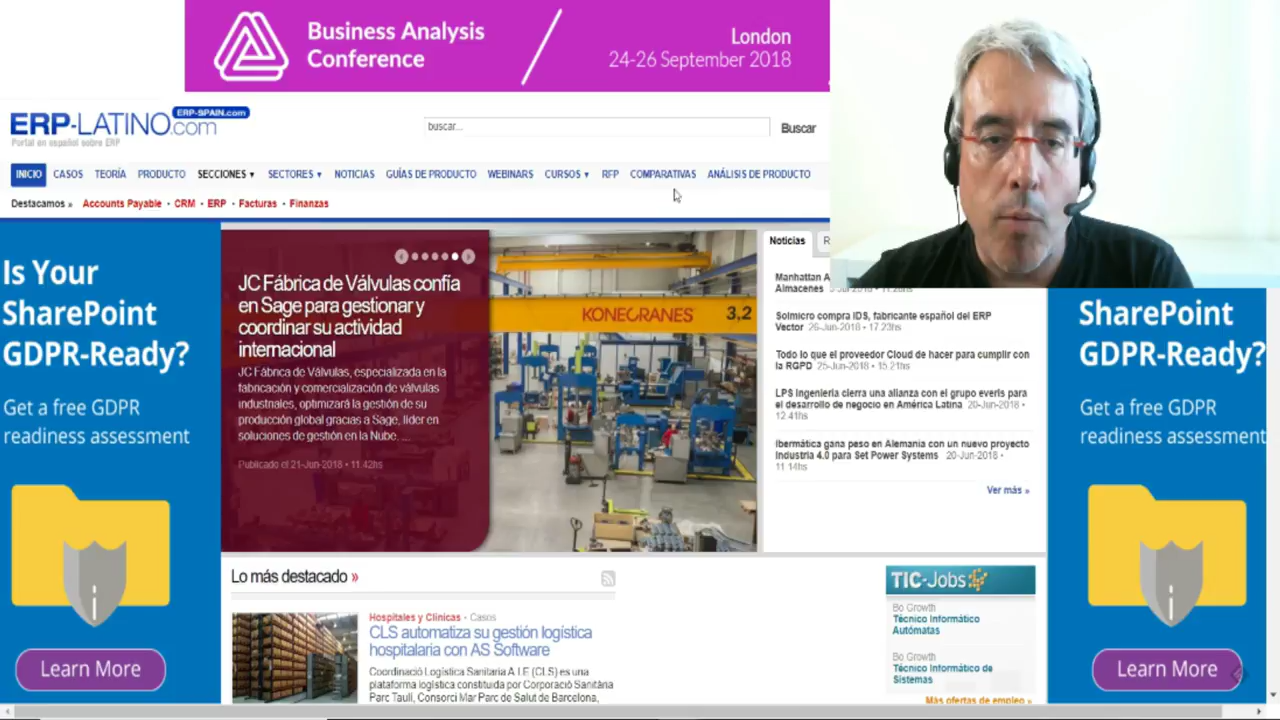 Business Analysis
Conference
London
24-26 September 2018
ERP-LATINO.com
ERP-SPAIN.com
Portal en español sobre ERP
buscar...
Buscar
INICIO CASOS TEORÍA PRODUCTO SECCIONES SECTORES NOTICIAS GUÍAS DE PRODUCTO WEBINARS CURSOS RFP COMPARATIVAS ANÁLISIS DE PRODUCTO
Destacamos » Accounts Payable • CRM • ERP • Facturas • Finanzas
Is Your
SharePoint
GDPR-Ready?
Get a free GDPR
readiness assessment
Learn More
JC Fábrica de Válvulas confía
en Sage para gestionar y
coordinar su actividad
internacional
JC Fábrica de Válvulas, especializada en la
fabricación y comercialización de válvulas
industriales, optimizará la gestión de su
producción global gracias a Sage, líder en
soluciones de gestión en la Nube. ...
Publicado el 21-Jun-2018 • 11.42hs
KONECRANES 3,2
Noticias R
Manhattan A
Almacenes
Solmicro compra IDS, fabricante español del ERP
Vector 26-Jun-2018 • 17.23hs
Todo lo que el proveedor Cloud de hacer para cumplir con
la RGPD 25-Jun-2018 • 15.21hs
LPS Ingeniería cierra una alianza con el grupo everis para
el desarrollo de negocio en América Latina 20-Jun-2018 •
12.41hs
Ibermática gana peso en Alemania con un nuevo proyecto
Industria 4.0 para Set Power Systems 20-Jun-2018 •
11.14hs
Ver más »
SharePoint
GDPR-Ready?
Get a free GDPR
readiness assessment
Learn More
Lo más destacado »
Hospitales y Clínicas • Casos
CLS automatiza su gestión logística
hospitalaria con AS Software
Coordinació Logística Sanitaria A.I.E (CLS) es una
plataforma logística constituida por Corporació Sanitària
Parc Taulí, Consorci Mar Parc de Salut de Barcelona,
TIC-Jobs
Bo Growth
Técnico Informático
Autómatas
Bo Growth
Técnico Informático de
Sistemas
Más ofertas de empleo »